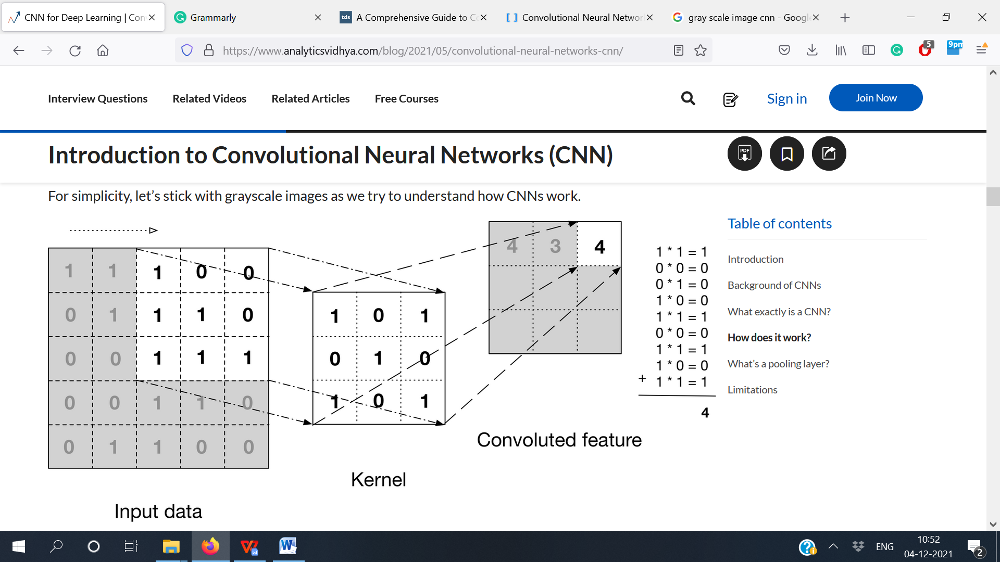 CNN for Deep Learning | Con
Grammarly
tds A Comprehensive Guide to C
Convolutional Neural Networ
gray scale image cnn - Googl
https://www.analyticsvidhya.com/blog/2021/05/convolutional-neural-networks-cnn/
5
9pm
Interview Questions Related Videos Related Articles Free Courses
Sign in
Join Now
Introduction to Convolutional Neural Networks (CNN)
PDF
For simplicity, let’s stick with grayscale images as we try to understand how CNNs work.
1 1 1 0 0
0 1 1 1 0
0 0 1 1 1
0 0 1 1 0
0 1 1 0 0
Input data
1 0 1
0 1 0
1 0 1
Kernel
4 3 4
Convoluted feature
1 * 1 = 1
0 * 0 = 0
0 * 1 = 0
1 * 0 = 0
1 * 1 = 1
0 * 0 = 0
1 * 1 = 1
1 * 0 = 0
+ 1 * 1 = 1
4
Table of contents
Introduction
Background of CNNs
What exactly is a CNN?
How does it work?
What’s a pooling layer?
Limitations
ENG
10:52
04-12-2021
2